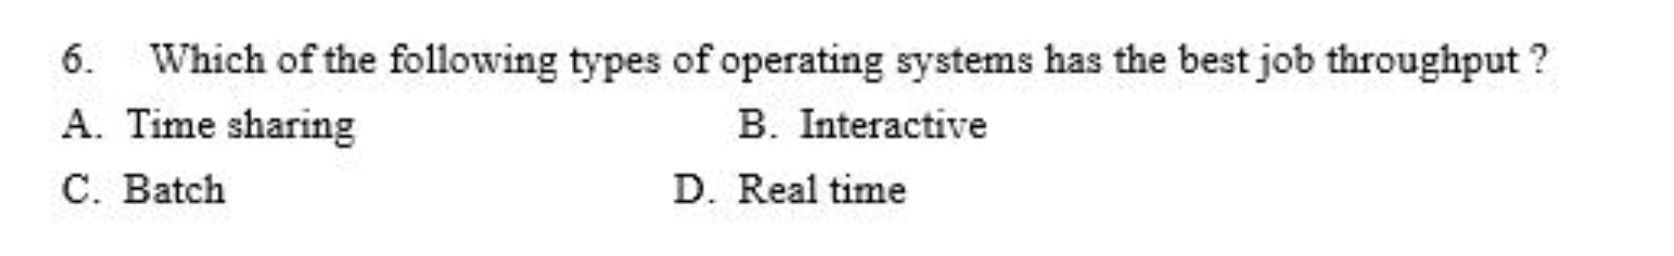 6. Which of the following types of operating systems has the best job throughput ?
A. Time sharing B. Interactive
C. Batch D. Real time